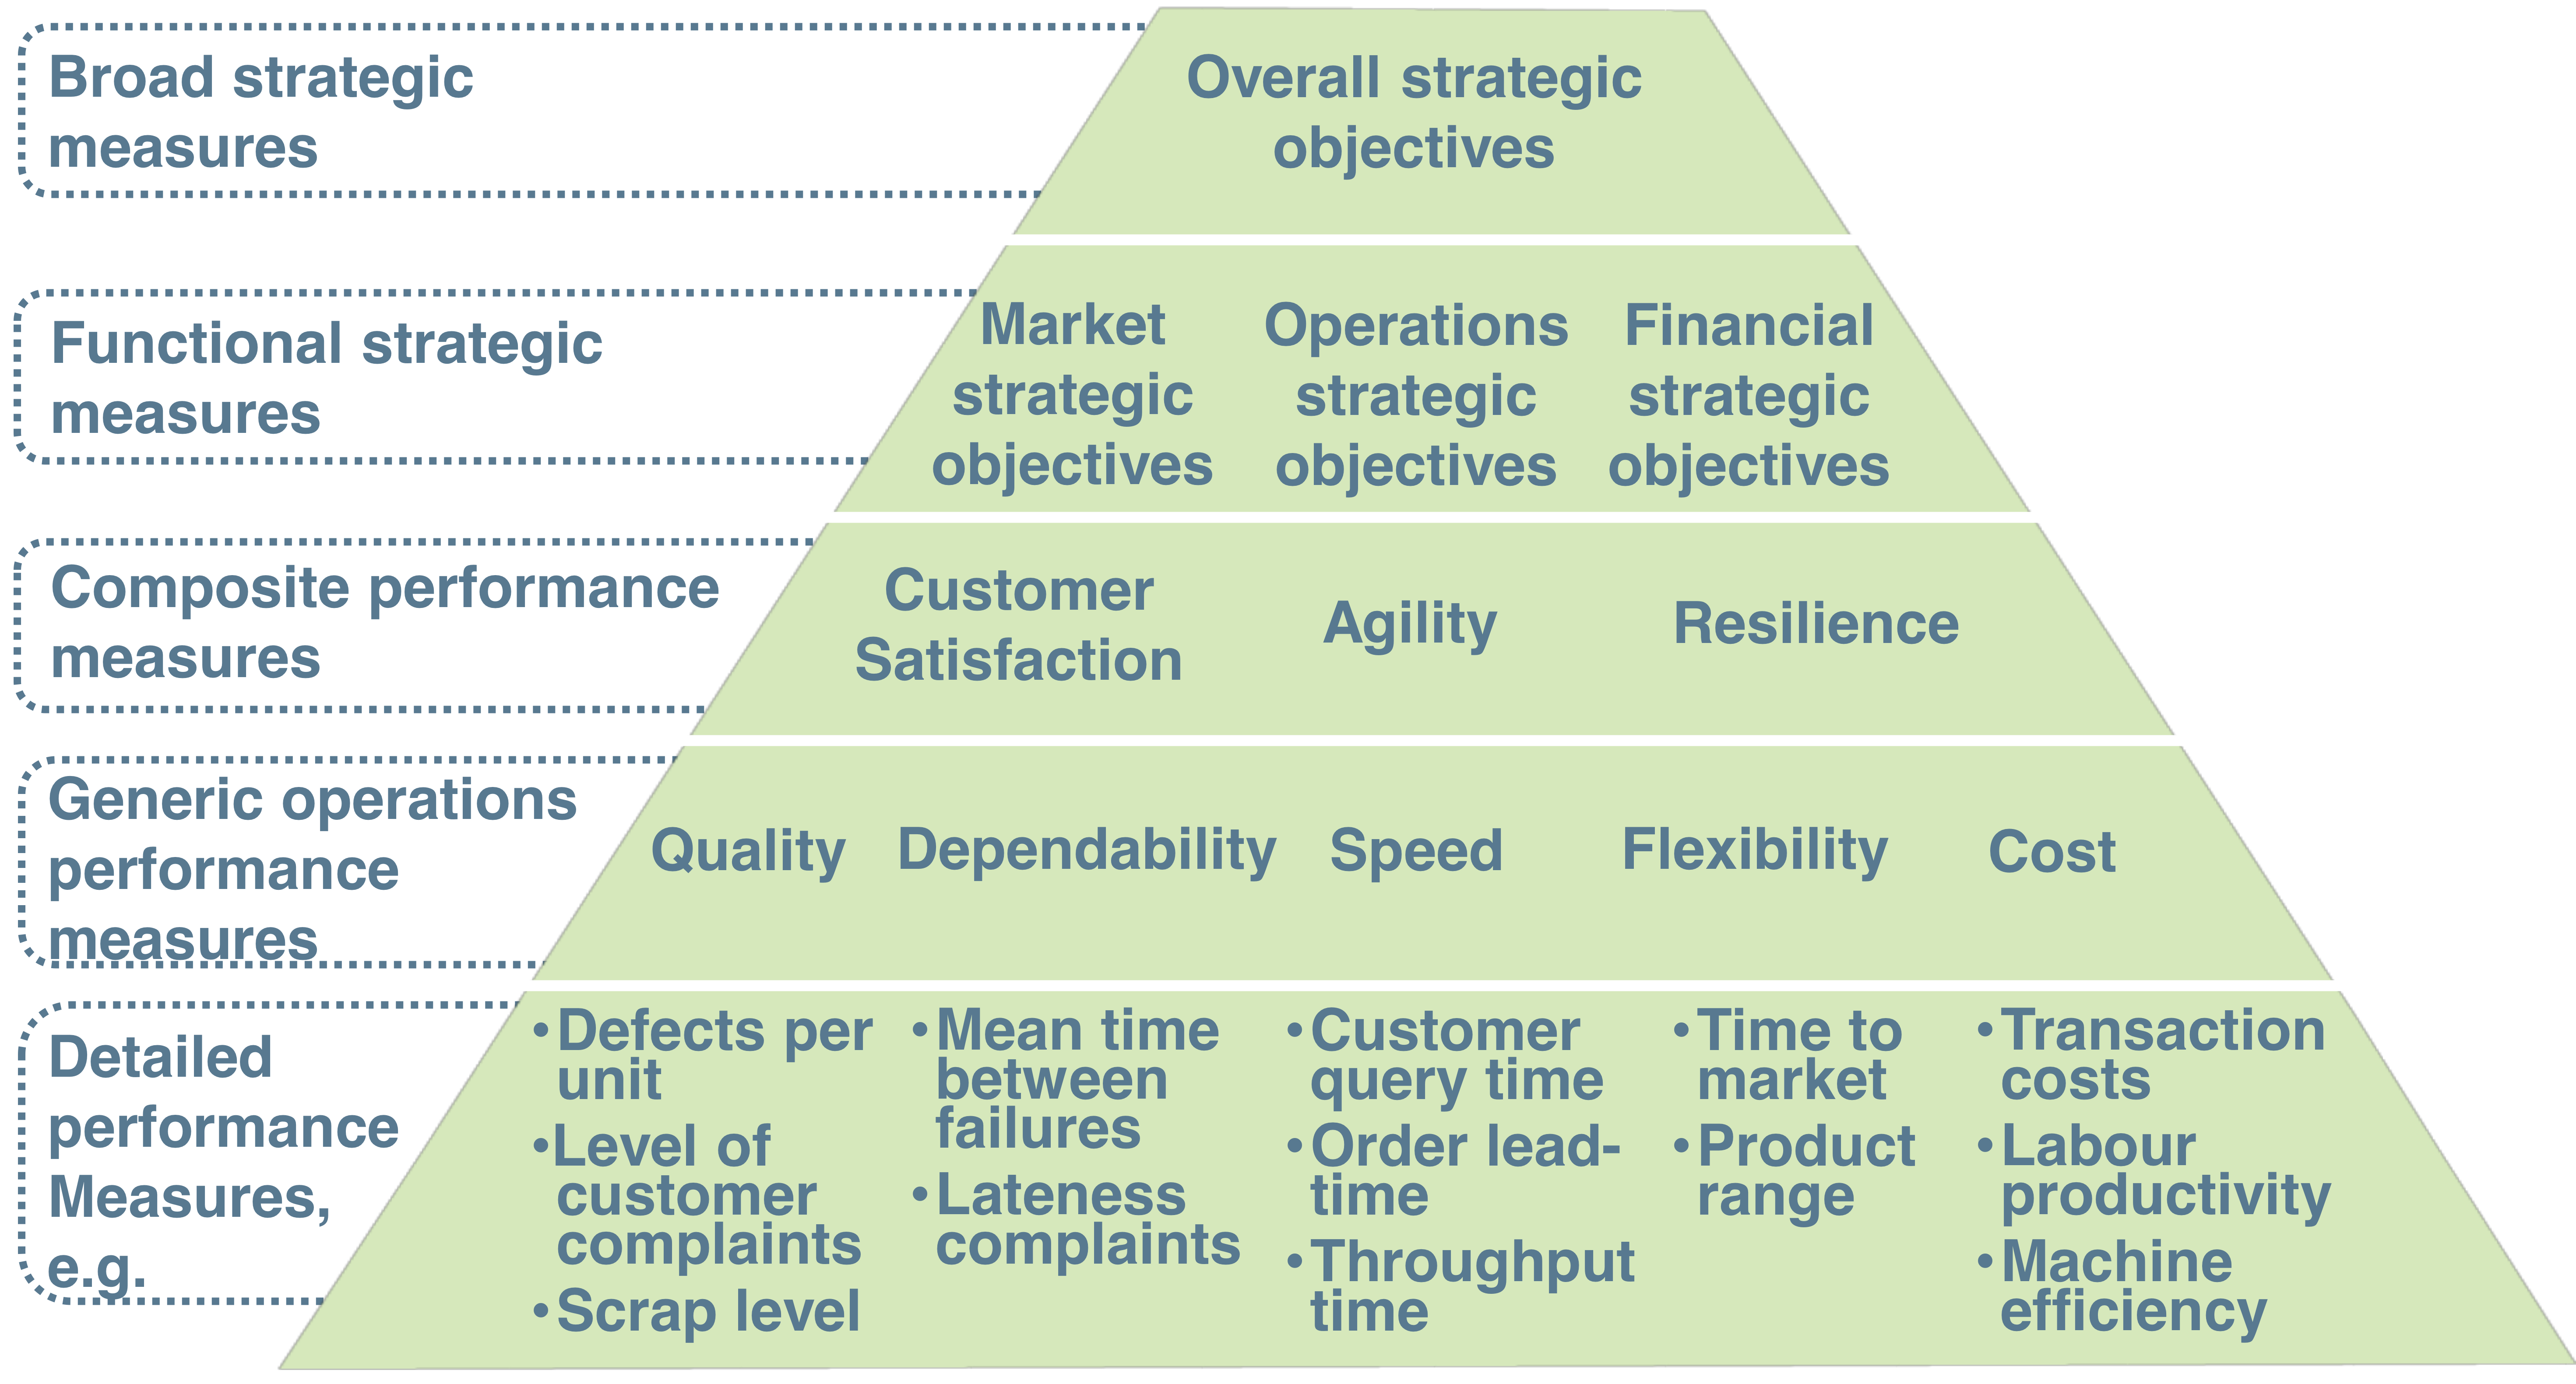 Broad strategic
measures
Overall strategic
objectives
Functional strategic
measures
Market
strategic
objectives
Operations
strategic
objectives
Financial
strategic
objectives
Composite performance
measures
Customer
Satisfaction
Agility
Resilience
Generic operations
performance
measures
Quality
Dependability
Speed
Flexibility
Cost
Detailed
performance
Measures,
e.g.
•Defects per
unit
•Level of
customer
complaints
•Scrap level
•Mean time
between
failures
•Lateness
complaints
•Customer
query time
•Order lead-
time
•Throughput
time
•Time to
market
•Product
range
•Transaction
costs
•Labour
productivity
•Machine
efficiency